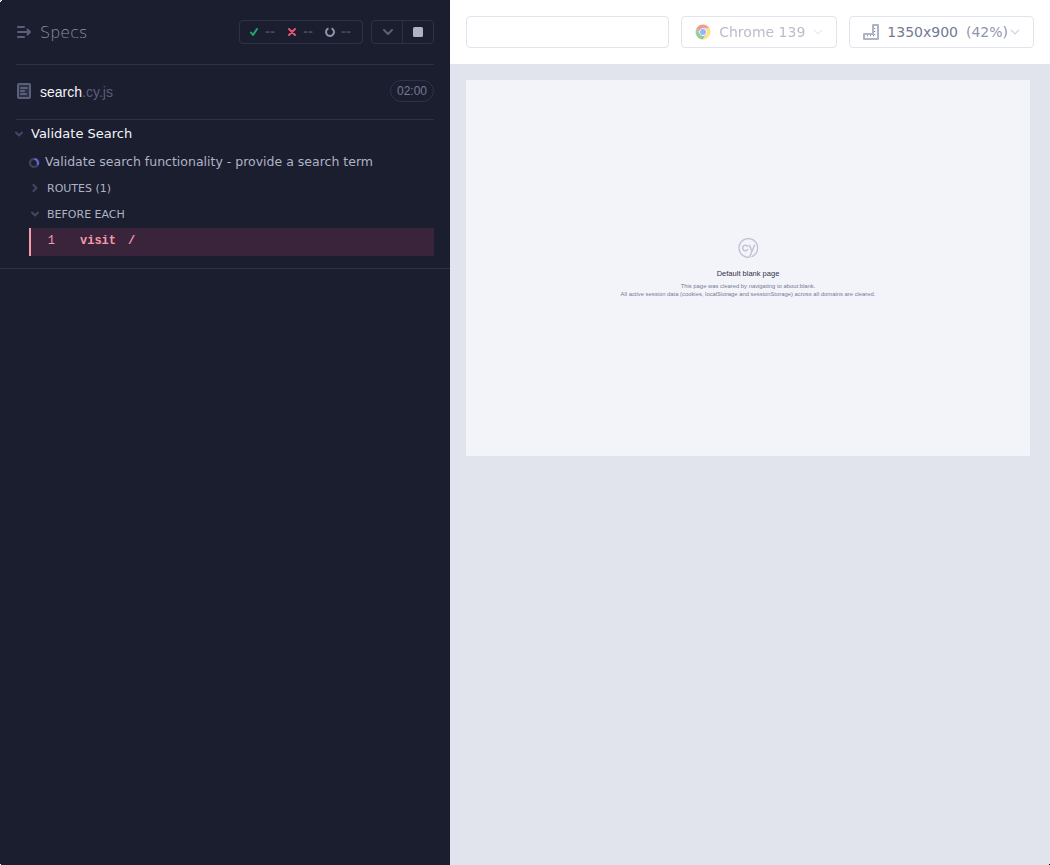 Specs
-- -- --
search.cy.js
02:00
Validate Search
Validate search functionality - provide a search term
ROUTES (1)
BEFORE EACH
1 visit /
Chrome 139
1350x900 (42%)
cy
Default blank page
This page was cleared by navigating to about:blank.
All active session data (cookies, localStorage and sessionStorage) across all domains are cleared.